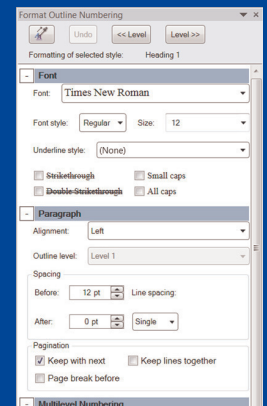 Format Outline Numbering
Undo << Level Level >>
Formatting of selected style: Heading 1
- Font
Font: Times New Roman
Font style: Regular Size: 12
Underline style: (None)
Strikethrough Small caps
Double Strikethrough All caps
- Paragraph
Alignment: Left
Outline level: Level 1
Spacing
Before: 12 pt Line spacing:
After: 0 pt Single
Pagination
Keep with next Keep lines together
Page break before
- Multilevel Numbering